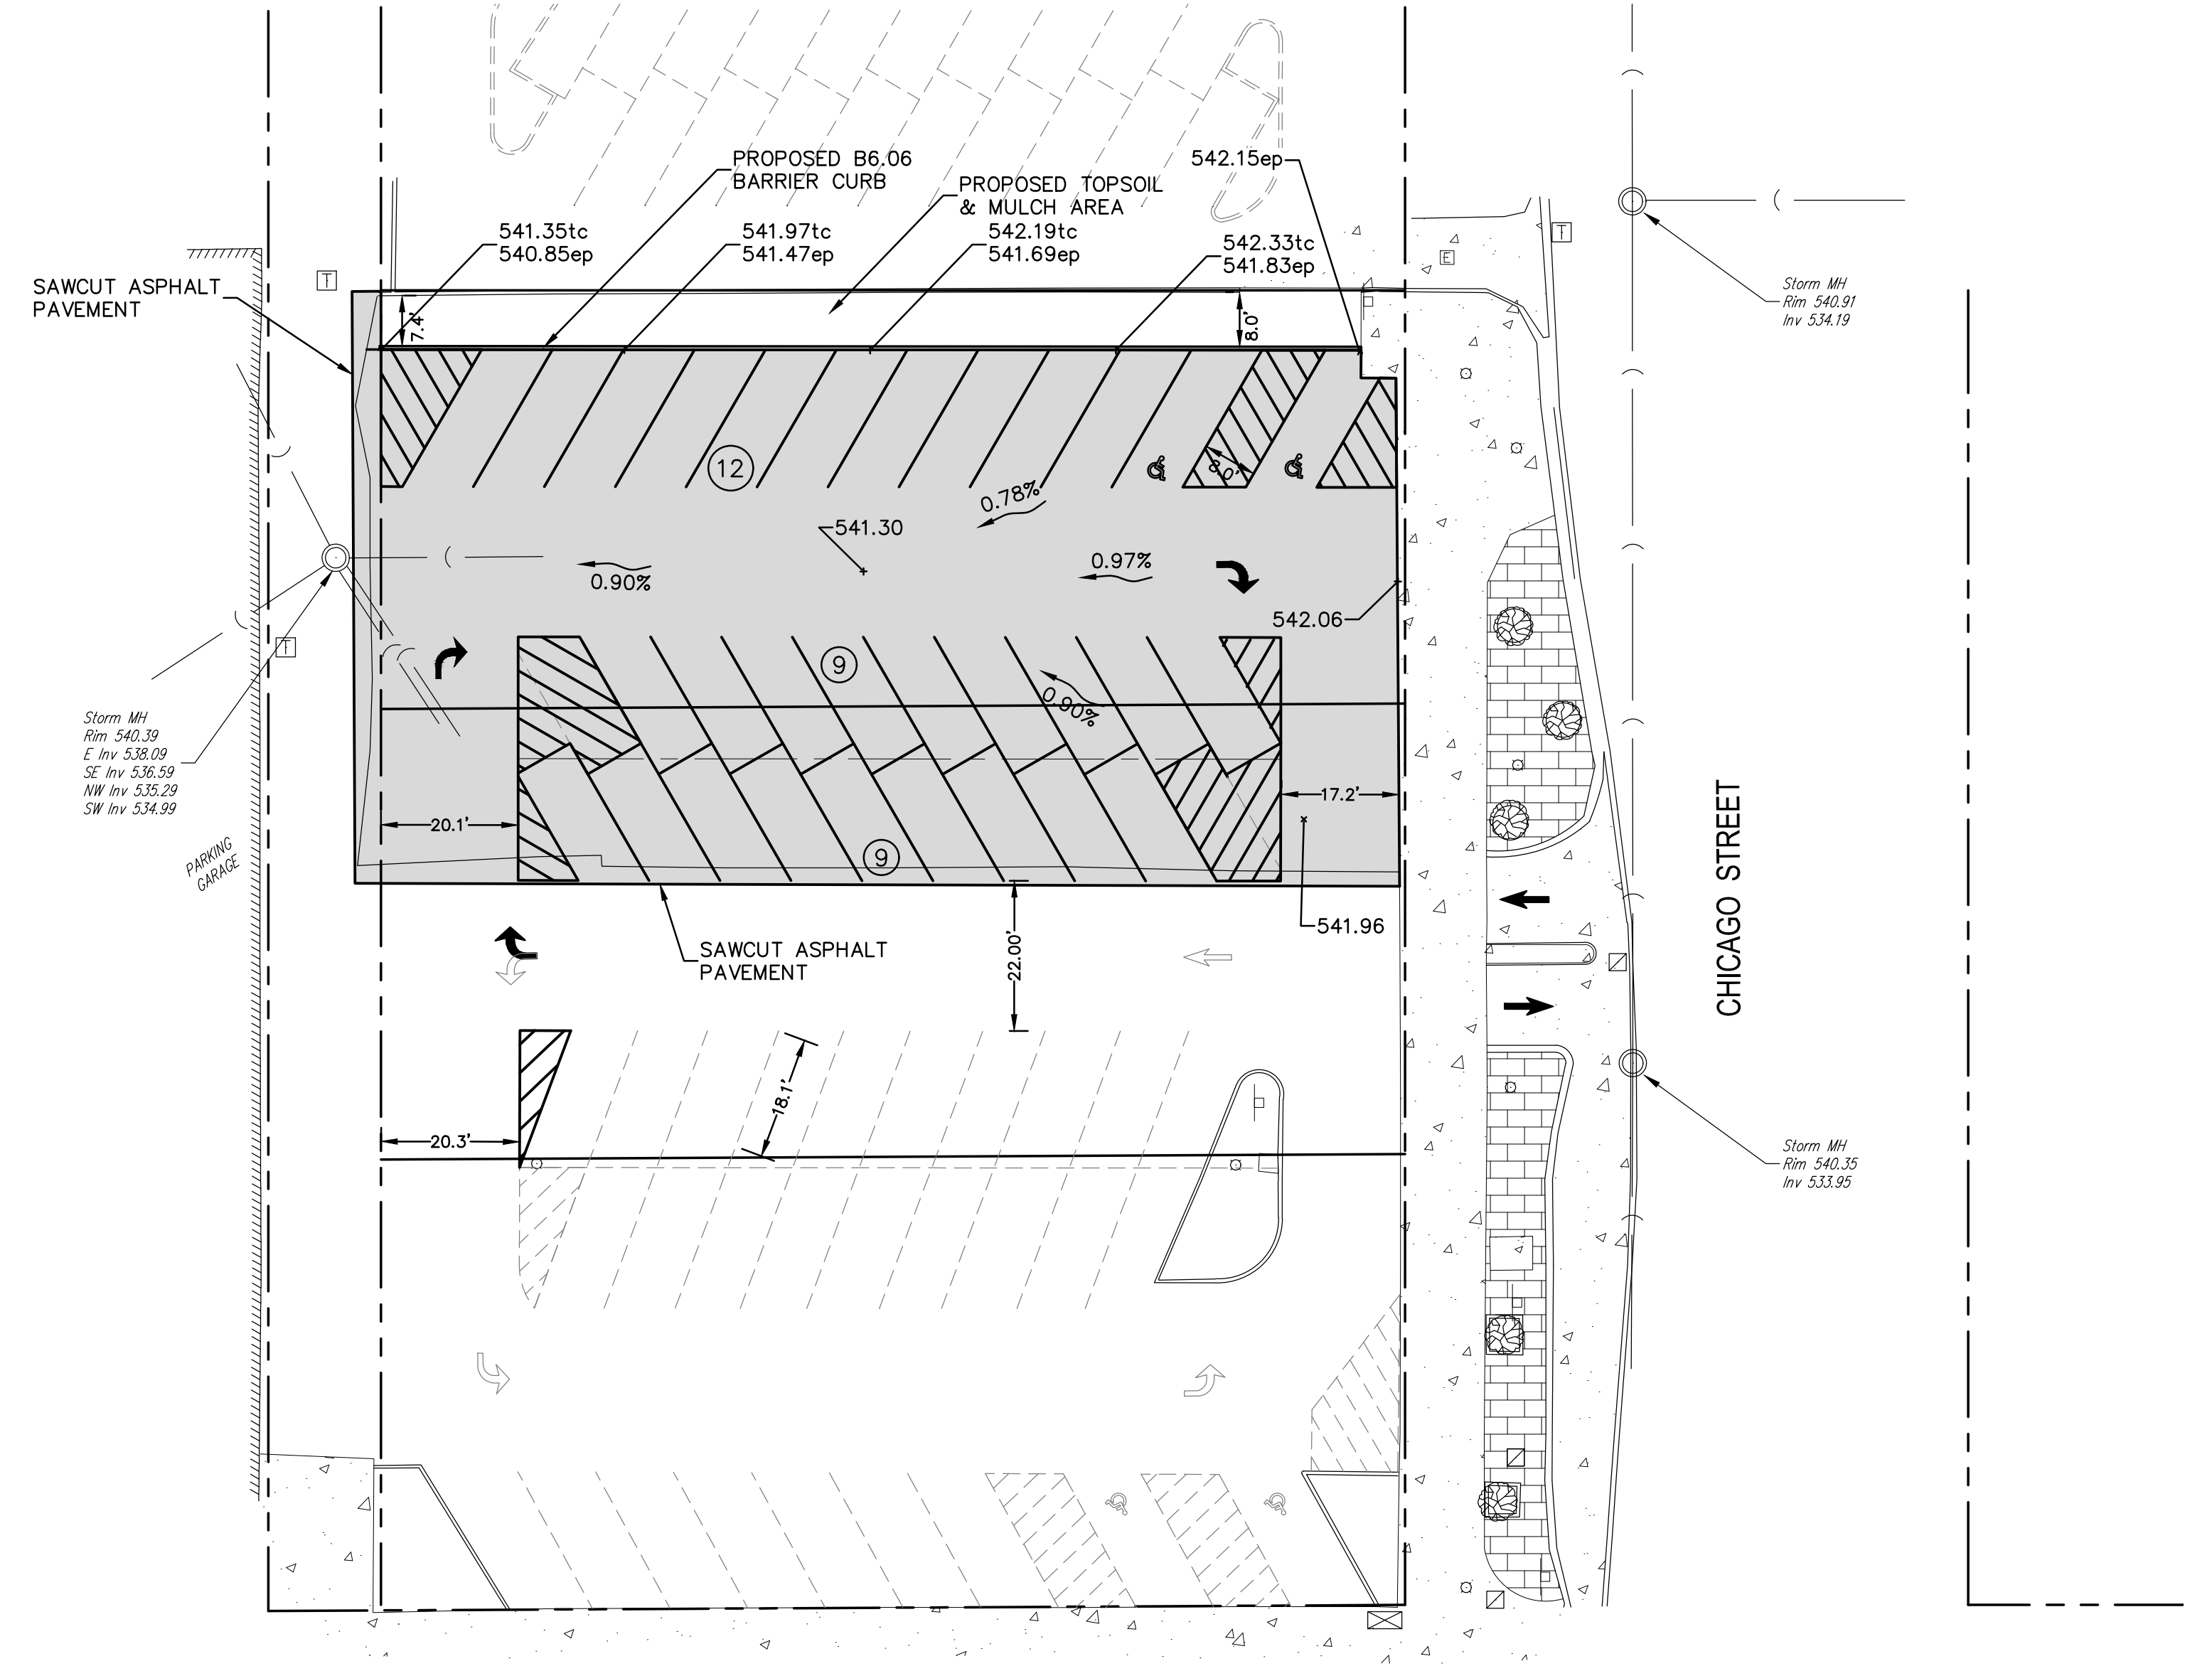 PROPOSED B6.06
BARRIER CURB
542.15ep
PROPOSED TOPSOIL
& MULCH AREA
541.35tc
540.85ep
541.97tc
541.47ep
542.19tc
541.69ep
542.33tc
541.83ep
SAWCUT ASPHALT
PAVEMENT
T
T
E
Storm MH
Rim 540.91
Inv 534.19
7.4'
8.0'
12
8.0'
0.78%
541.30
0.97%
0.90%
542.06
T
9
0.90%
Storm MH
Rim 540.39
E Inv 538.09
SE Inv 536.59
NW Inv 535.29
SW Inv 534.99
20.1'
17.2'
PARKING
GARAGE
9
541.96
CHICAGO STREET
SAWCUT ASPHALT
PAVEMENT
22.00'
18.1'
20.3'
Storm MH
Rim 540.35
Inv 533.95